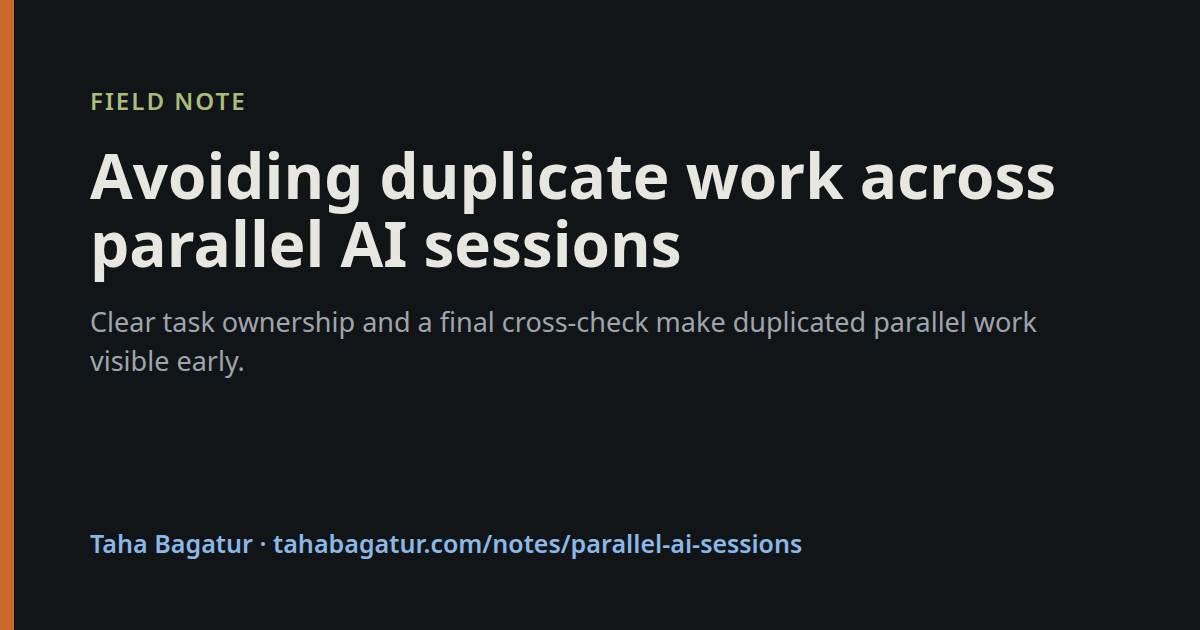 FIELD NOTE
Avoiding duplicate work across
parallel AI sessions
Clear task ownership and a final cross-check make duplicated parallel work
visible early.
Taha Bagatur · tahabagatur.com/notes/parallel-ai-sessions